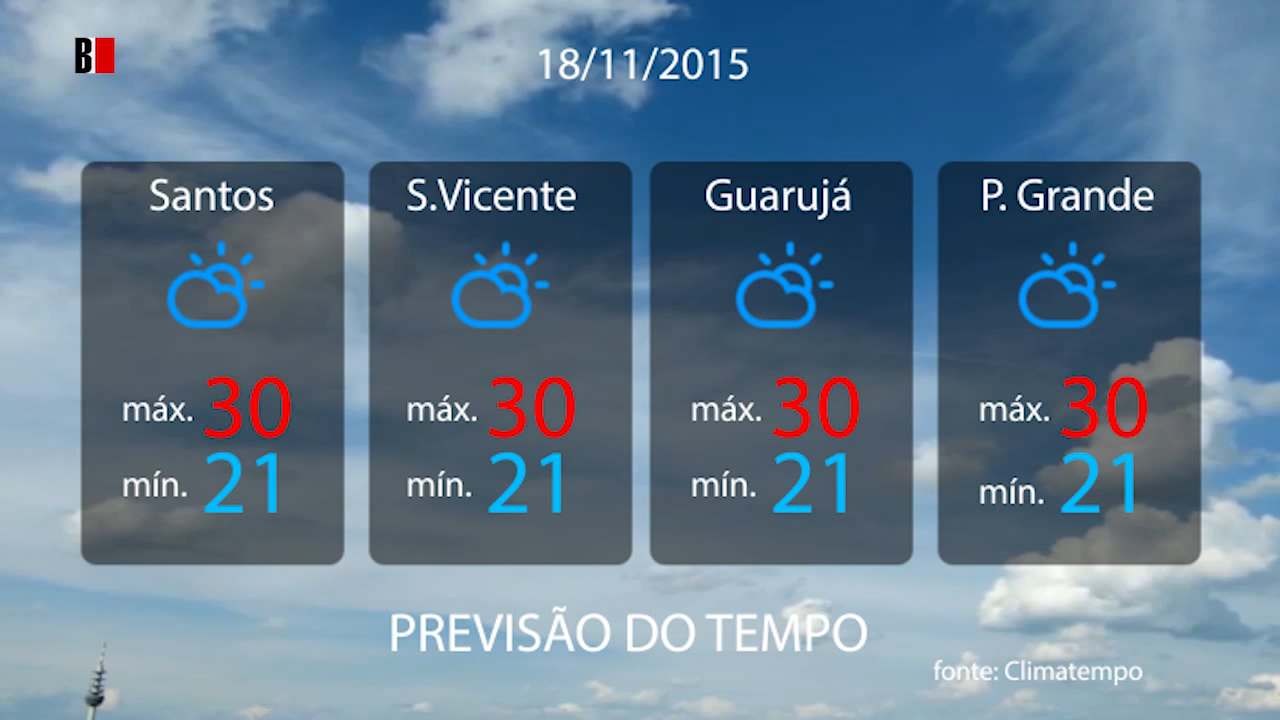 B
18/11/2015
Santos
máx. 30
mín. 21
S.Vicente
máx. 30
mín. 21
Guarujá
máx. 30
mín. 21
P. Grande
máx. 30
mín. 21
PREVISÃO DO TEMPO
fonte: Climatempo